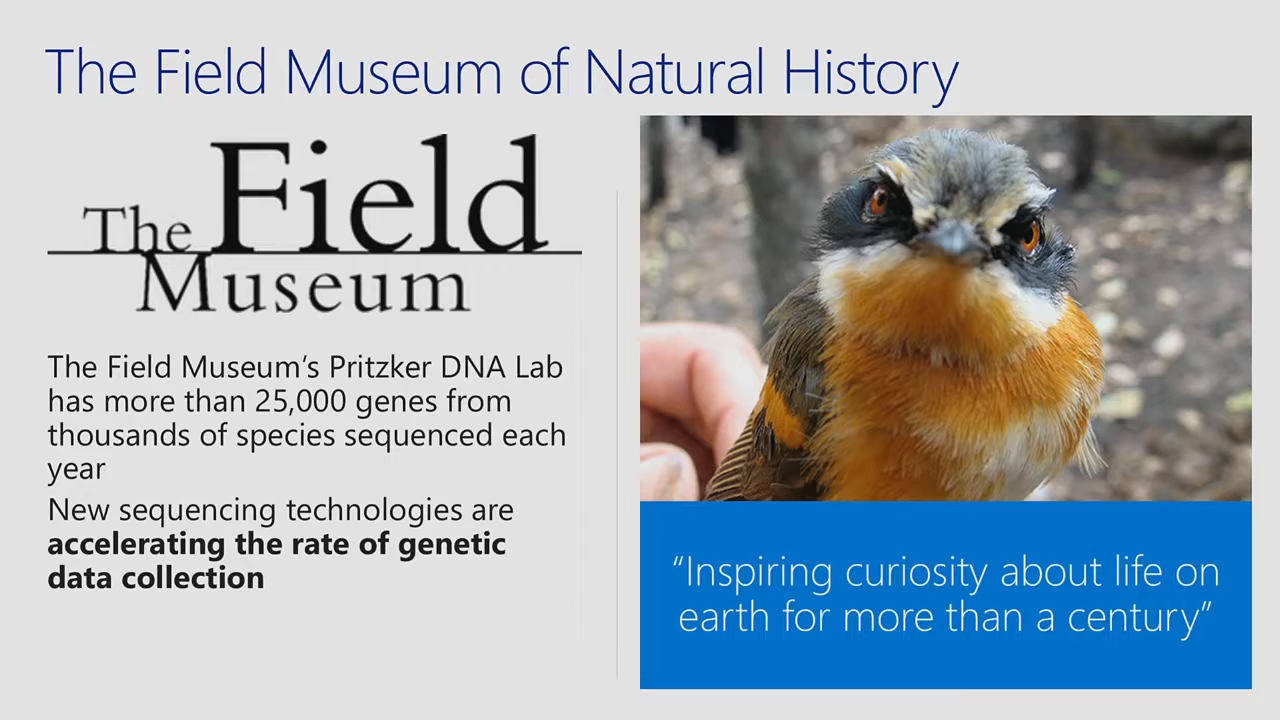 The Field Museum of Natural History
The Field
Museum
The Field Museum’s Pritzker DNA Lab
has more than 25,000 genes from
thousands of species sequenced each
year
New sequencing technologies are
accelerating the rate of genetic
data collection
“Inspiring curiosity about life on
earth for more than a century”